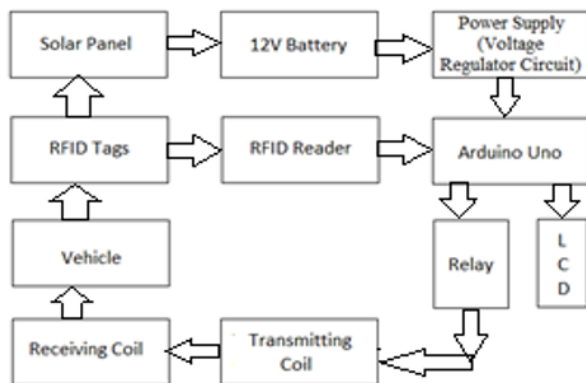 Solar Panel
12V Battery
Power Supply
(Voltage
Regulator Circuit)
RFID Tags
RFID Reader
Arduino Uno
Vehicle
Relay
L
C
D
Receiving Coil
Transmitting
Coil